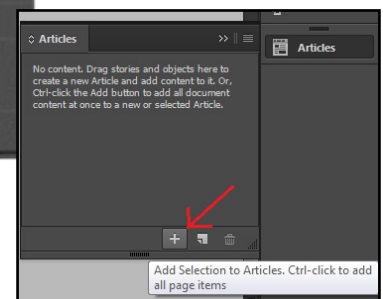 Articles
No content. Drag stories and objects here to
create a new Article and add content to it. Or,
Ctrl-click the Add button to add all document
content at once to a new or selected Article.
Articles
Add Selection to Articles. Ctrl-click to add
all page items